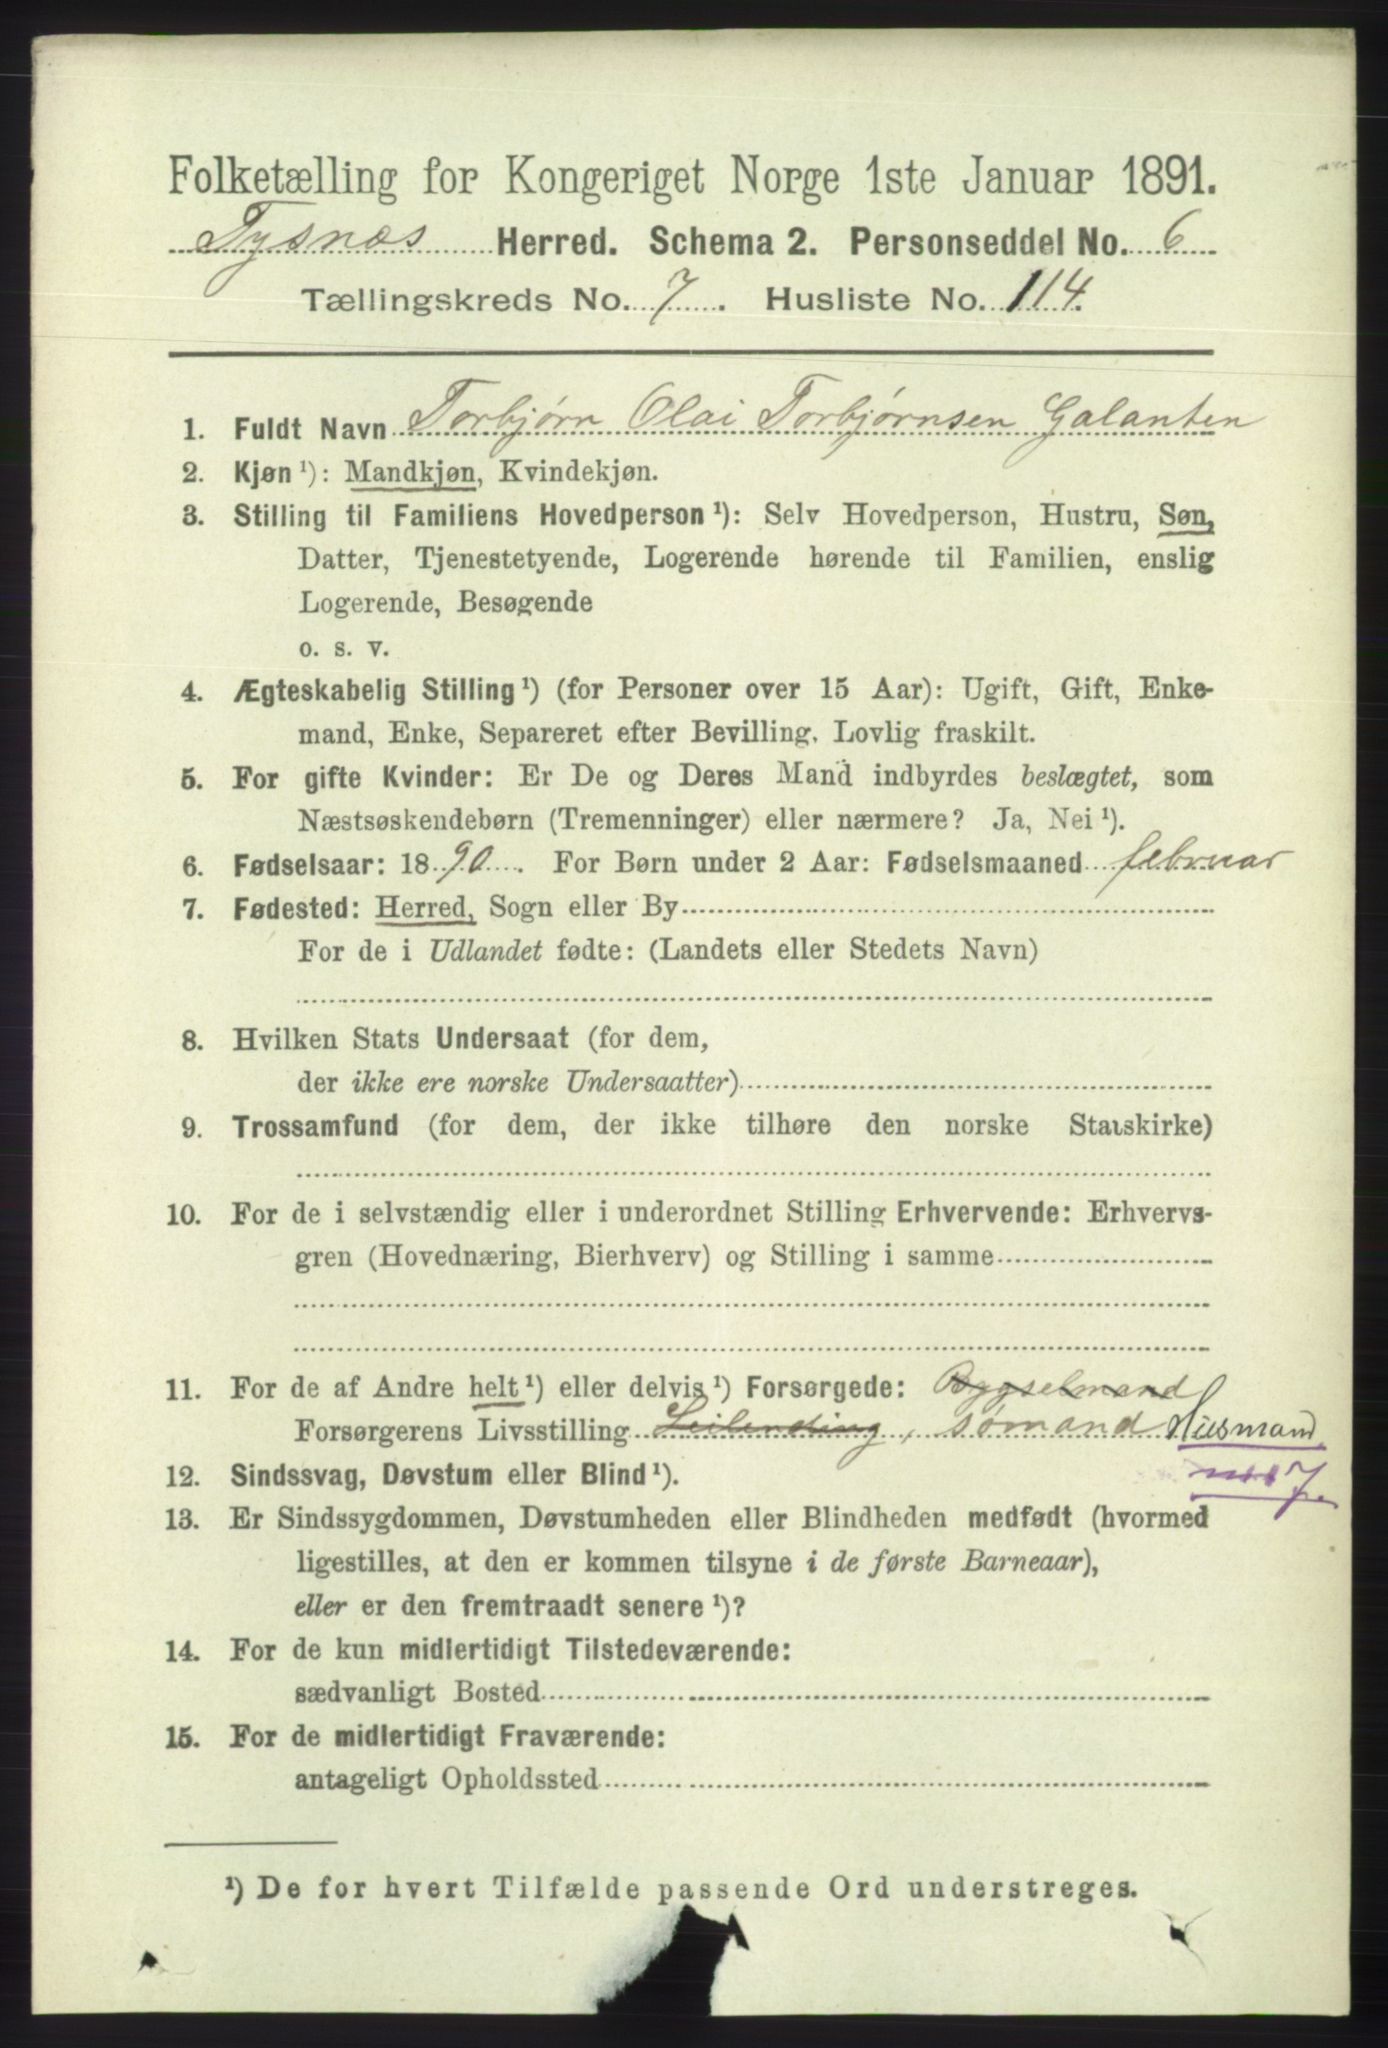 Folketælling for Kongeriget Norge 1ste Januar 1891.
Tysnæs Herred. Schema 2. Personseddel No. 6
Tællingskreds No. 7. Husliste No. 114.
1. Fuldt Navn Torbjørn Olai Torbjørnsen Galanten
2. Kjøn ¹): Mandkjøn, Kvindekjøn.
3. Stilling til Familiens Hovedperson ¹): Selv Hovedperson, Hustru, Søn,
Datter, Tjenestetyende, Logerende hørende til Familien, enslig
Logerende, Besøgende
o. s. v.
4. Ægteskabelig Stilling ¹) (for Personer over 15 Aar): Ugift, Gift, Enke-
mand, Enke, Separeret efter Bevilling. Lovlig fraskilt.
5. For gifte Kvinder: Er De og Deres Mand indbyrdes beslægtet, som
Næstsøskendebørn (Tremenninger) eller nærmere? Ja, Nei ¹).
6. Fødselsaar: 1890. For Børn under 2 Aar: Fødselsmaaned februar
7. Fødested: Herred, Sogn eller By
For de i Udlandet fødte: (Landets eller Stedets Navn)
8. Hvilken Stats Undersaat (for dem,
der ikke ere norske Undersaatter)
9. Trossamfund (for dem, der ikke tilhøre den norske Statskirke)
10. For de i selvstændig eller i underordnet Stilling Erhvervende: Erhvervs-
gren (Hovednæring, Bierhverv) og Stilling i samme
11. For de af Andre helt ¹) eller delvis ¹) Forsørgede: Bygselmand
Forsørgerens Livsstilling Leilending, sømand Husmand
12. Sindssvag, Døvstum eller Blind ¹). 7.
13. Er Sindssygdommen, Døvstumheden eller Blindheden medfødt (hvormed
ligestilles, at den er kommen tilsyne i de første Barneaar),
eller er den fremtraadt senere ¹)?
14. For de kun midlertidigt Tilstedeværende:
sædvanligt Bosted
15. For de midlertidigt Fraværende:
antageligt Opholdssted
¹) De for hvert Tilfælde passende Ord understreges.